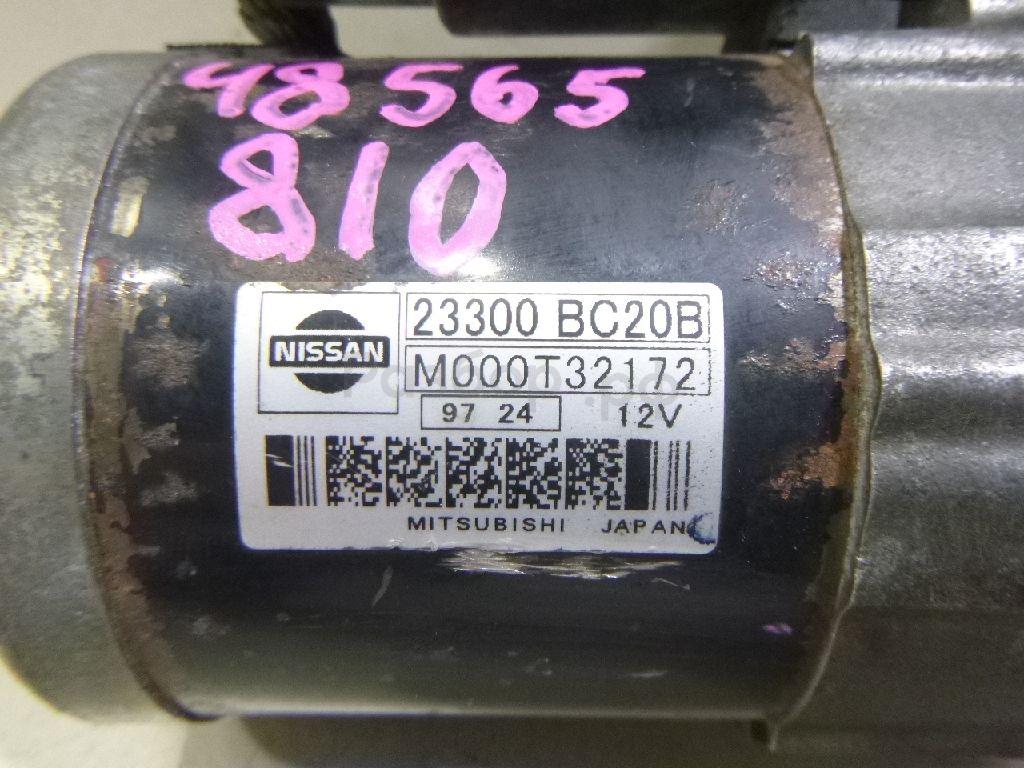 48565
810
NISSAN
23300 BC20B
M000T32172
97 24
12V
MITSUBISHI JAPAN